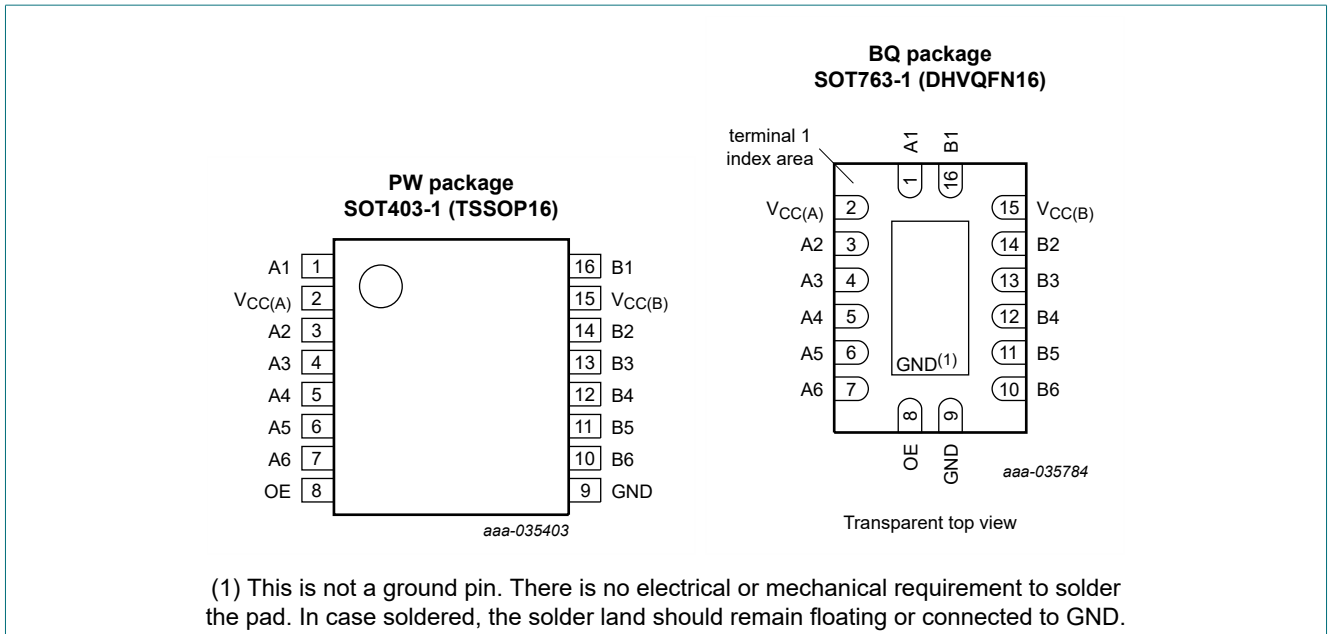 PW package
SOT403-1 (TSSOP16)
A1 1
VCC(A) 2
A2 3
A3 4
A4 5
A5 6
A6 7
OE 8
16 B1
15 VCC(B)
14 B2
13 B3
12 B4
11 B5
10 B6
9 GND
aaa-035403
BQ package
SOT763-1 (DHVQFN16)
terminal 1
index area
A1
B1
1
16
VCC(A) 2
A2 3
A3 4
A4 5
A5 6
A6 7
15 VCC(B)
14 B2
13 B3
12 B4
11 B5
10 B6
GND(1)
8
9
OE
GND
aaa-035784
Transparent top view
(1) This is not a ground pin. There is no electrical or mechanical requirement to solder
the pad. In case soldered, the solder land should remain floating or connected to GND.